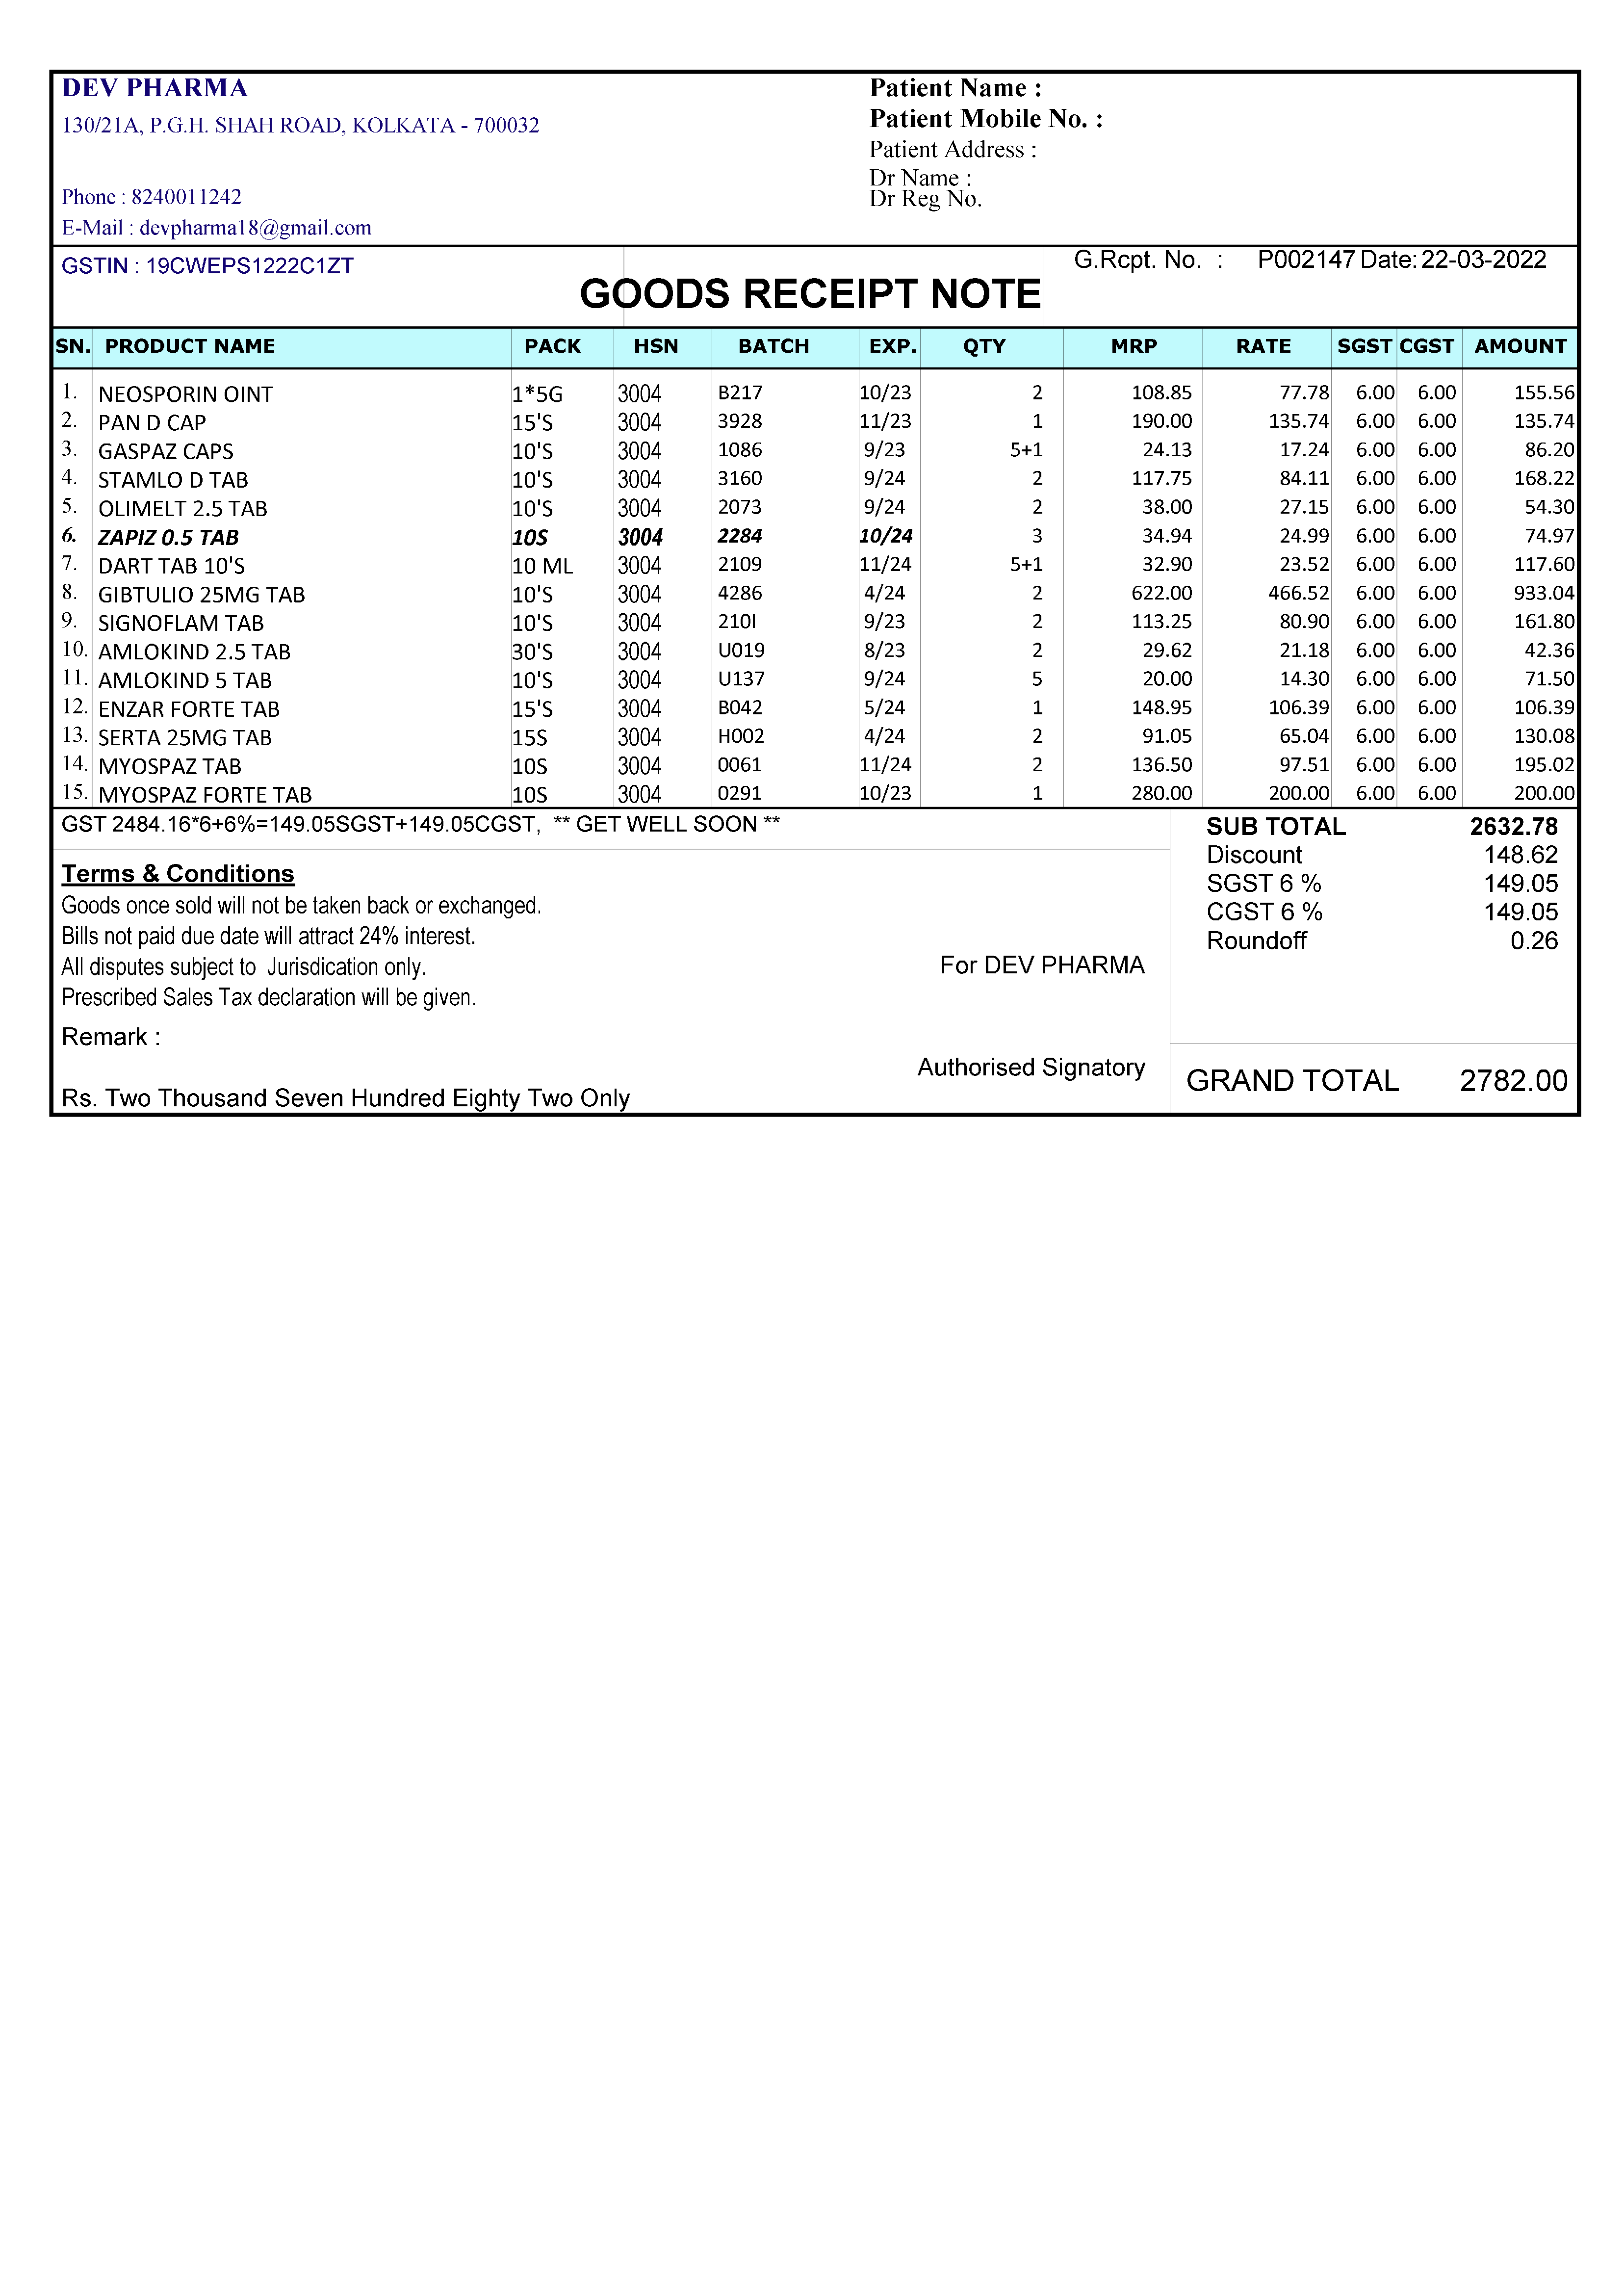 DEV PHARMA
130/21A, P.G.H. SHAH ROAD, KOLKATA - 700032
Phone : 8240011242
E-Mail : devpharma18@gmail.com
Patient Name :
Patient Mobile No. :
Patient Address :
Dr Name :
Dr Reg No.
GSTIN : 19CWEPS1222C1ZT
GOODS RECEIPT NOTE
G.Rcpt. No. : P002147 Date: 22-03-2022
SN. PRODUCT NAME PACK HSN BATCH EXP. QTY MRP RATE SGST CGST AMOUNT
1. NEOSPORIN OINT 1*5G 3004 B217 10/23 2 108.85 77.78 6.00 6.00 155.56
2. PAN D CAP 15'S 3004 3928 11/23 1 190.00 135.74 6.00 6.00 135.74
3. GASPAZ CAPS 10'S 3004 1086 9/23 5+1 24.13 17.24 6.00 6.00 86.20
4. STAMLO D TAB 10'S 3004 3160 9/24 2 117.75 84.11 6.00 6.00 168.22
5. OLIMELT 2.5 TAB 10'S 3004 2073 9/24 2 38.00 27.15 6.00 6.00 54.30
6. ZAPIZ 0.5 TAB 10S 3004 2284 10/24 3 34.94 24.99 6.00 6.00 74.97
7. DART TAB 10'S 10 ML 3004 2109 11/24 5+1 32.90 23.52 6.00 6.00 117.60
8. GIBTULIO 25MG TAB 10'S 3004 4286 4/24 2 622.00 466.52 6.00 6.00 933.04
9. SIGNOFLAM TAB 10'S 3004 210I 9/23 2 113.25 80.90 6.00 6.00 161.80
10. AMLOKIND 2.5 TAB 30'S 3004 U019 8/23 2 29.62 21.18 6.00 6.00 42.36
11. AMLOKIND 5 TAB 10'S 3004 U137 9/24 5 20.00 14.30 6.00 6.00 71.50
12. ENZAR FORTE TAB 15'S 3004 B042 5/24 1 148.95 106.39 6.00 6.00 106.39
13. SERTA 25MG TAB 15S 3004 H002 4/24 2 91.05 65.04 6.00 6.00 130.08
14. MYOSPAZ TAB 10S 3004 0061 11/24 2 136.50 97.51 6.00 6.00 195.02
15. MYOSPAZ FORTE TAB 10S 3004 0291 10/23 1 280.00 200.00 6.00 6.00 200.00
GST 2484.16*6+6%=149.05SGST+149.05CGST, ** GET WELL SOON **
Terms & Conditions
Goods once sold will not be taken back or exchanged.
Bills not paid due date will attract 24% interest.
All disputes subject to Jurisdication only.
Prescribed Sales Tax declaration will be given.
Remark :
Rs. Two Thousand Seven Hundred Eighty Two Only
For DEV PHARMA
Authorised Signatory
SUB TOTAL 2632.78
Discount 148.62
SGST 6 % 149.05
CGST 6 % 149.05
Roundoff 0.26
GRAND TOTAL 2782.00